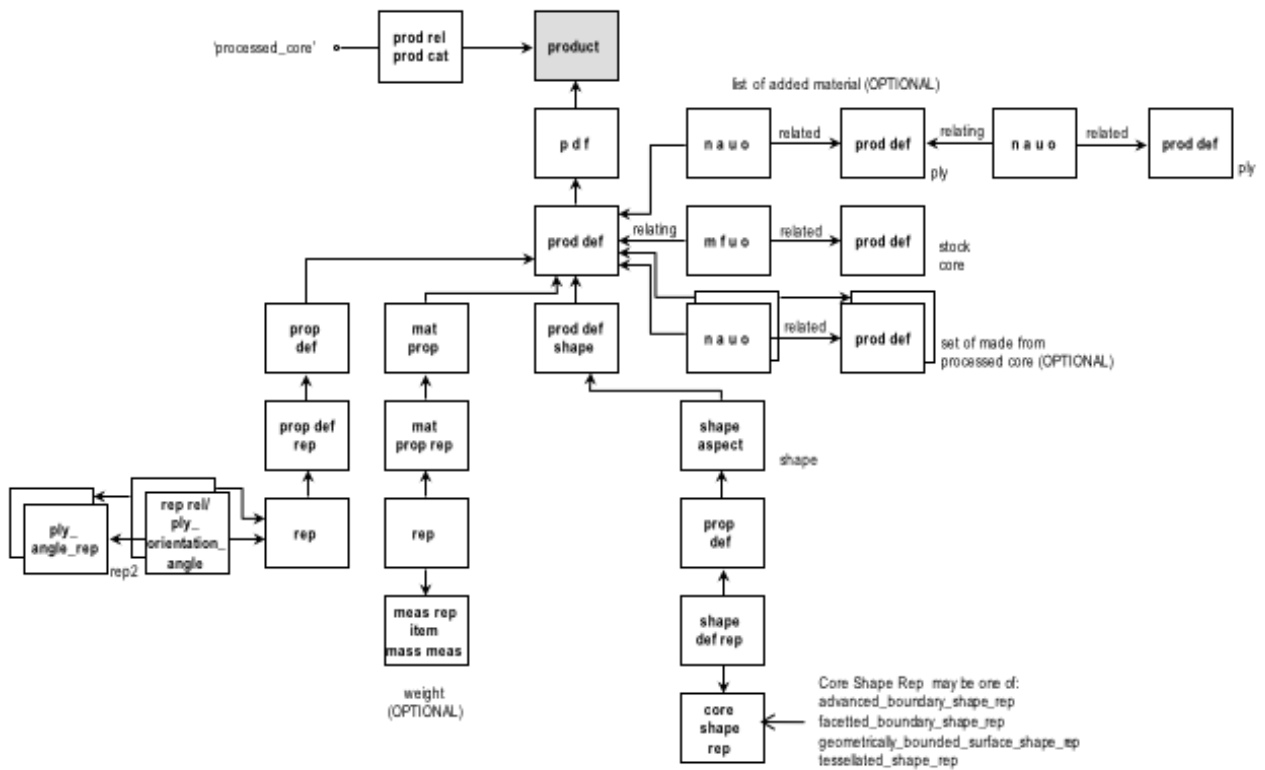 'processed_core'
prod rel
prod cat
product
list of added material (OPTIONAL)
p d f
n a u o
related
prod def
relating
n a u o
related
prod def
ply
ply
prod def
relating
m f u o
related
prod def
stock
core
prop
def
mat
prop
prod def
shape
n a u o
related
prod def
set of made from
processed core (OPTIONAL)
prop def
rep
mat
prop rep
shape
aspect
shape
ply_
angle_rep
rep2
rep rel/
ply_
orientation_
angle
rep
rep
prop
def
meas rep
item
mass meas
shape
def rep
weight
(OPTIONAL)
core
shape
rep
Core Shape Rep may be one of:
advanced_boundary_shape_rep
facetted_boundary_shape_rep
geometrically_bounded_surface_shape_rep
tessellated_shape_rep